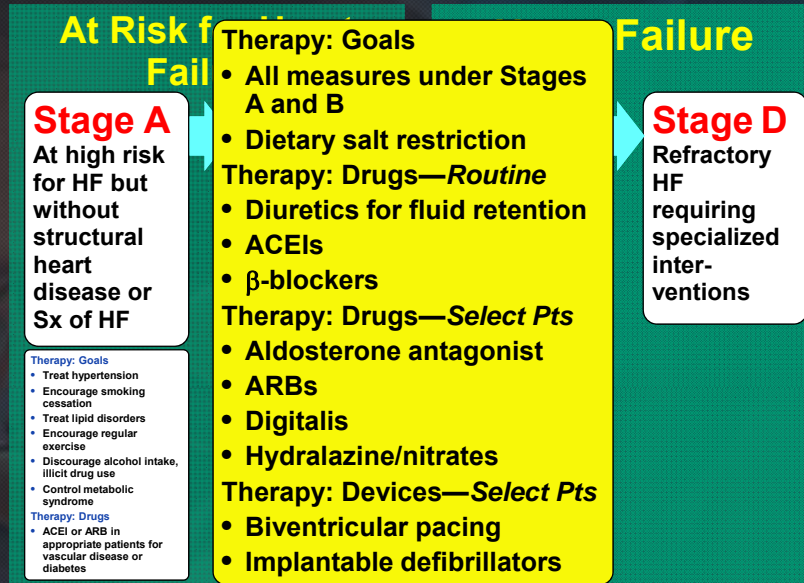 At Risk f
Fail
Failure
Stage A
At high risk
for HF but
without
structural
heart
disease or
Sx of HF
Therapy: Goals
• Treat hypertension
• Encourage smoking
cessation
• Treat lipid disorders
• Encourage regular
exercise
• Discourage alcohol intake,
illicit drug use
• Control metabolic
syndrome
Therapy: Drugs
• ACEI or ARB in
appropriate patients for
vascular disease or
diabetes
Therapy: Goals
• All measures under Stages
A and B
• Dietary salt restriction
Therapy: Drugs—Routine
• Diuretics for fluid retention
• ACEIs
• β-blockers
Therapy: Drugs—Select Pts
• Aldosterone antagonist
• ARBs
• Digitalis
• Hydralazine/nitrates
Therapy: Devices—Select Pts
• Biventricular pacing
• Implantable defibrillators
Stage D
Refractory
HF
requiring
specialized
inter-
ventions